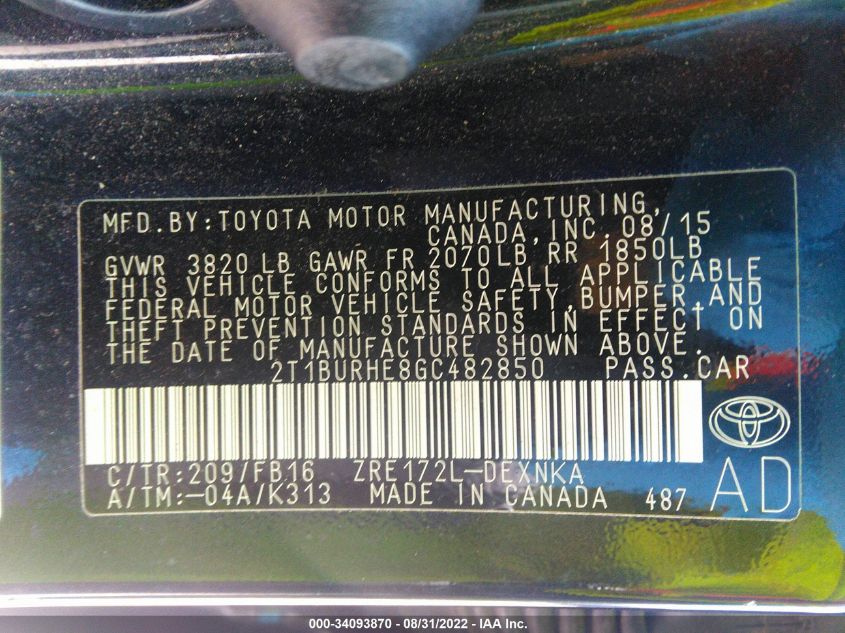 MFD.BY:TOYOTA MOTOR MANUFACTURING,
CANADA,INC. 08/15
GVWR 3820 LB GAWR FR 2070LB RR 1850LB
THIS VEHICLE CONFORMS TO ALL APPLICABLE
FEDERAL MOTOR VEHICLE SAFETY,BUMPER,AND
THEFT PREVENTION STANDARDS IN EFFECT ON
THE DATE OF MANUFACTURE SHOWN ABOVE.
2T1BURHE8GC482850 PASS.CAR
C/TR:209/FB16 ZRE172L-DEXNKA
A/TM:-04A/K313 MADE IN CANADA 487 AD
000-34093870 - 08/31/2022 - IAA Inc.